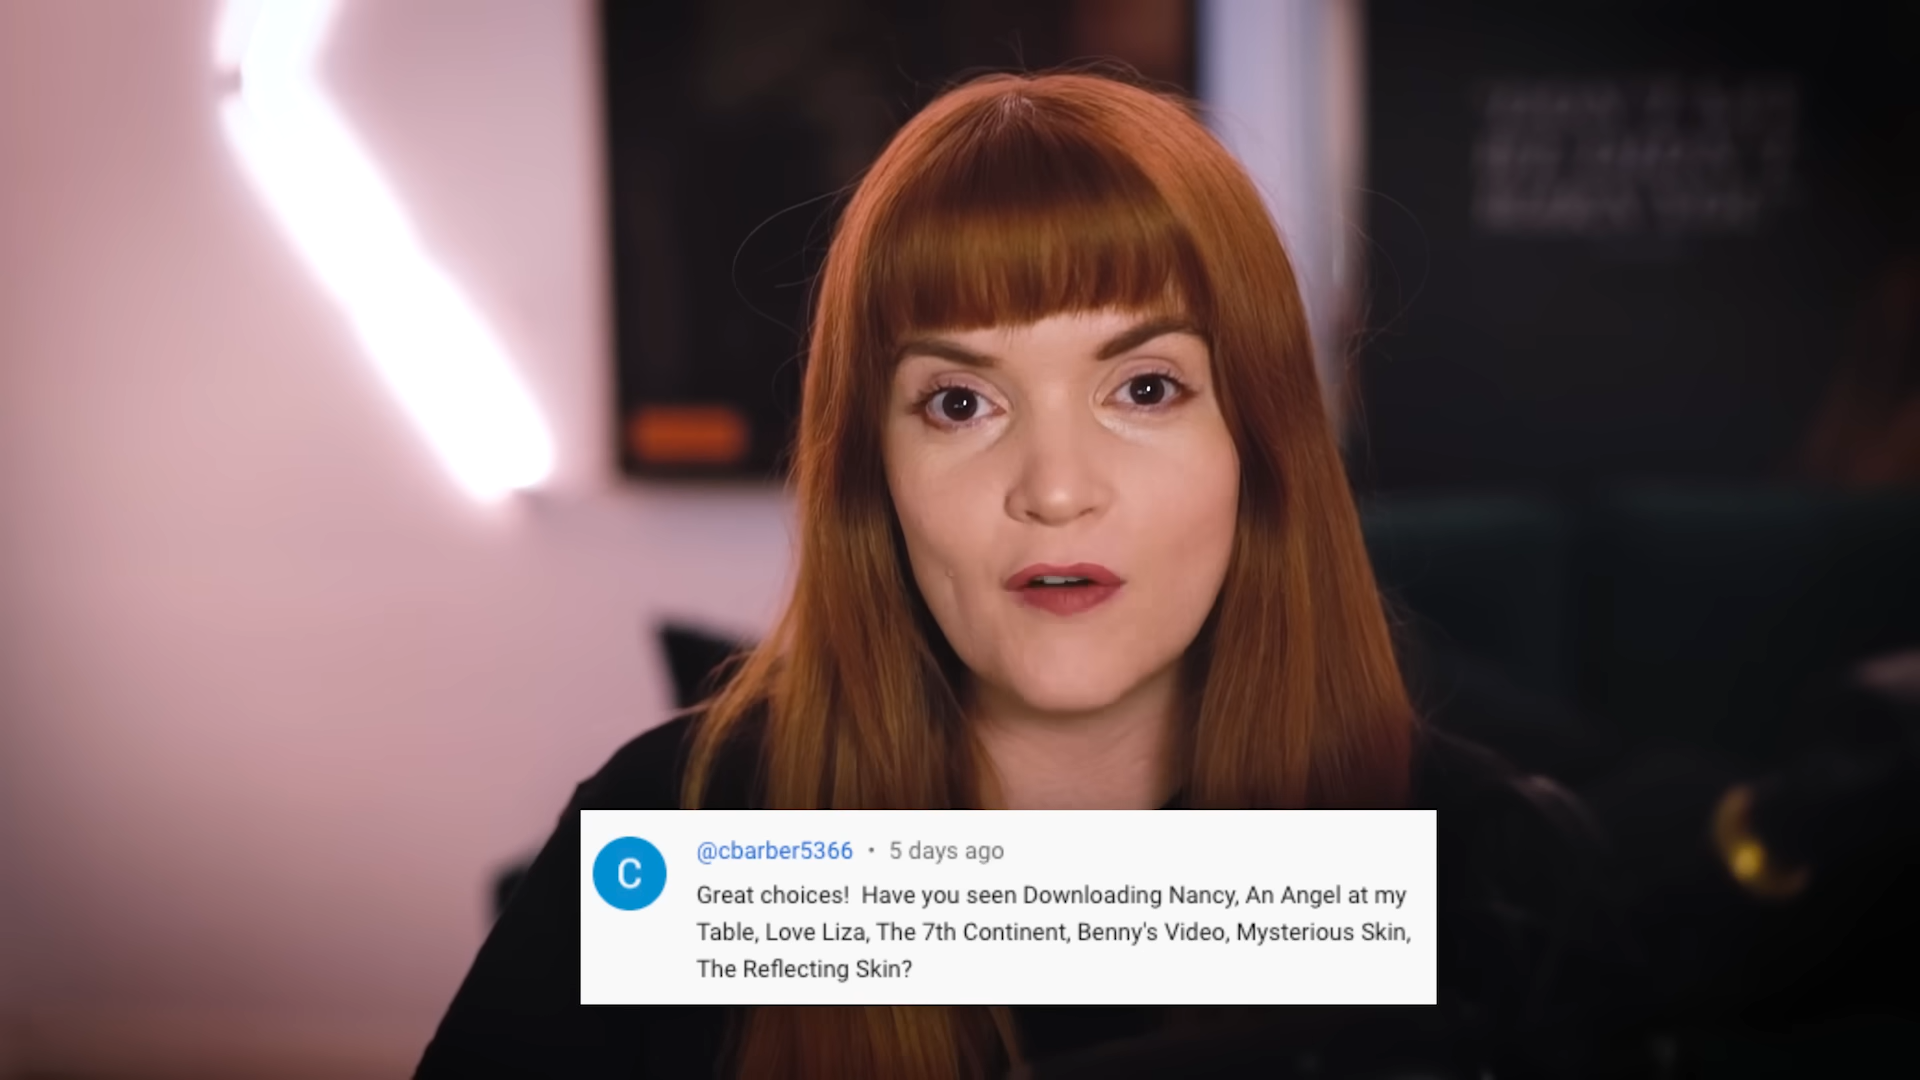 C
@cbarber5366 • 5 days ago
Great choices!  Have you seen Downloading Nancy, An Angel at my
Table, Love Liza, The 7th Continent, Benny's Video, Mysterious Skin,
The Reflecting Skin?